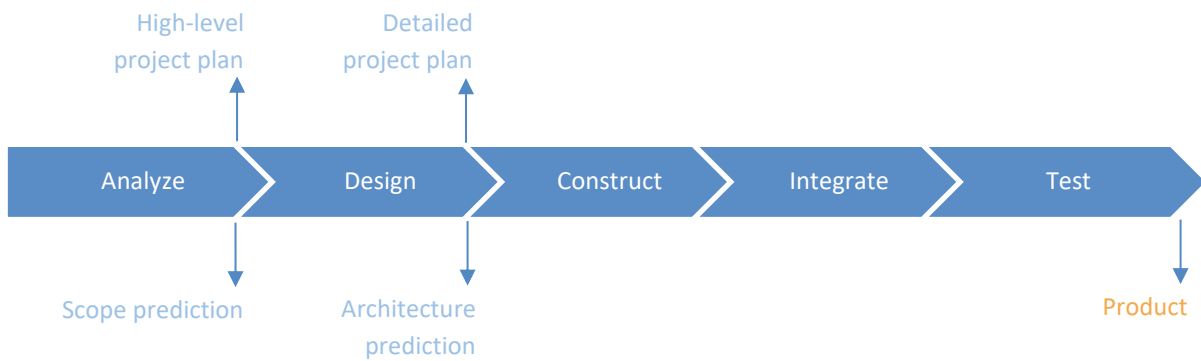 High-level
project plan
Detailed
project plan
Analyze
Design
Construct
Integrate
Test
Scope prediction
Architecture
prediction
Product